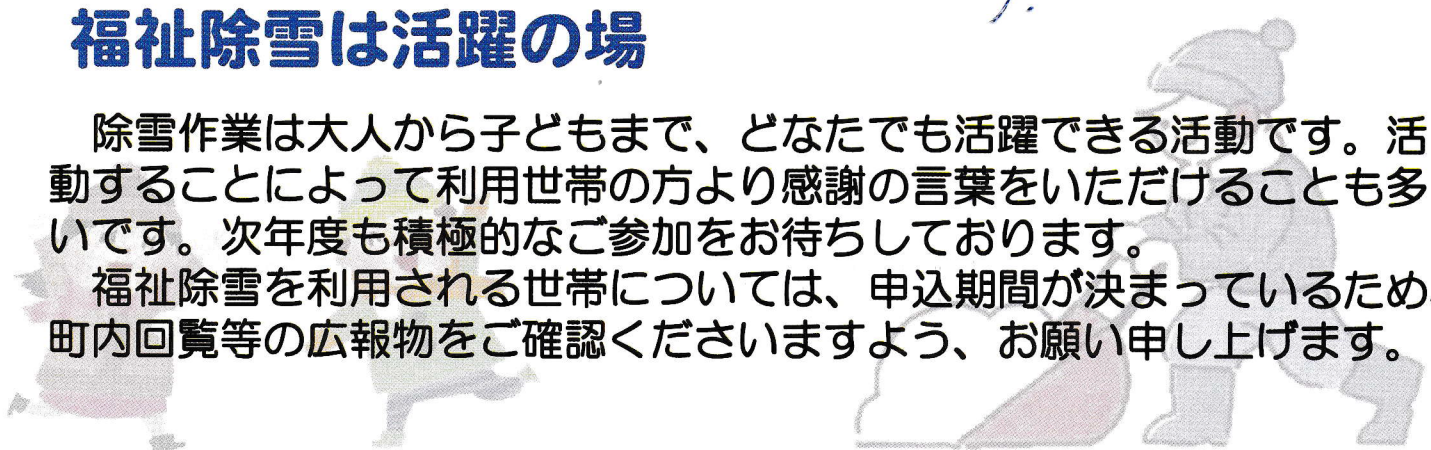 福祉除雪は活躍の場
　除雪作業は大人から子どもまで、どなたでも活躍できる活動です。活
動することによって利用世帯の方より感謝の言葉をいただけることも多
いです。次年度も積極的なご参加をお待ちしております。
　福祉除雪を利用される世帯については、申込期間が決まっているため、
町内回覧等の広報物をご確認くださいますよう、お願い申し上げます。